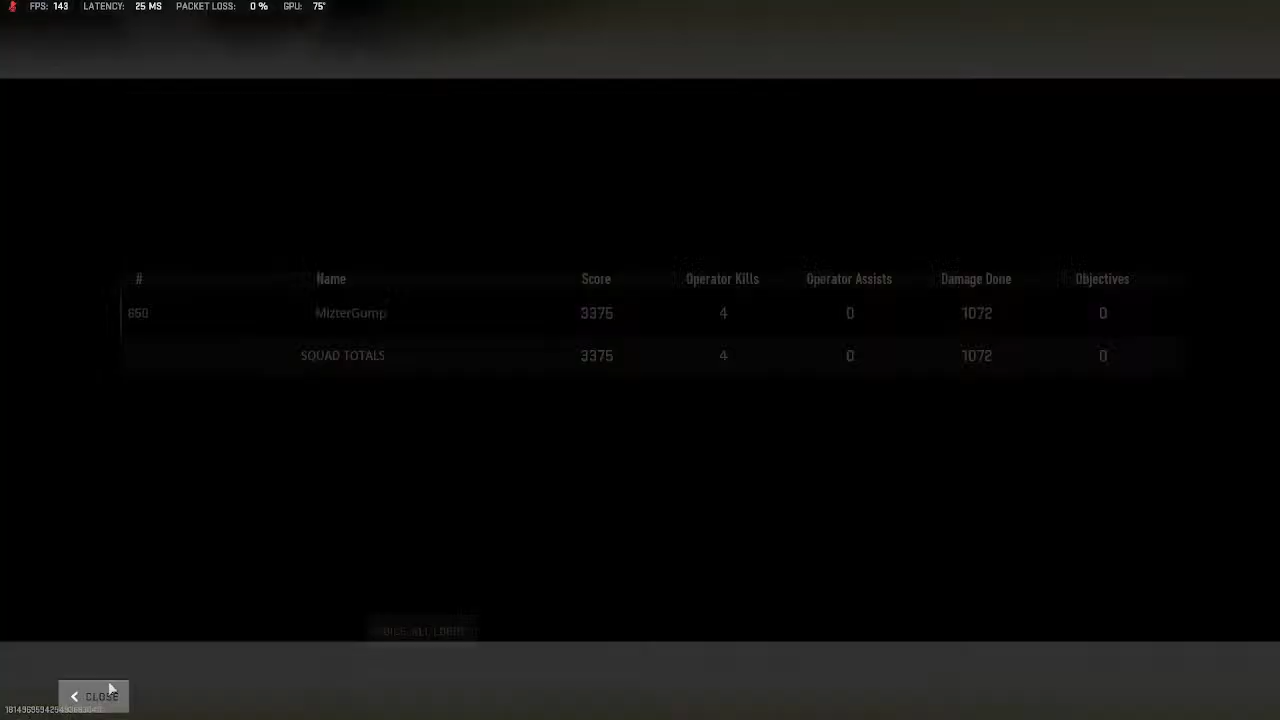 FPS: 143 LATENCY: 25 MS PACKET LOSS: 0 % GPU: 75°
# Name Score Operator Kills Operator Assists Damage Done Objectives
650 MizterGump 3375 4 0 1072 0
SQUAD TOTALS 3375 4 0 1072 0
CLOSE